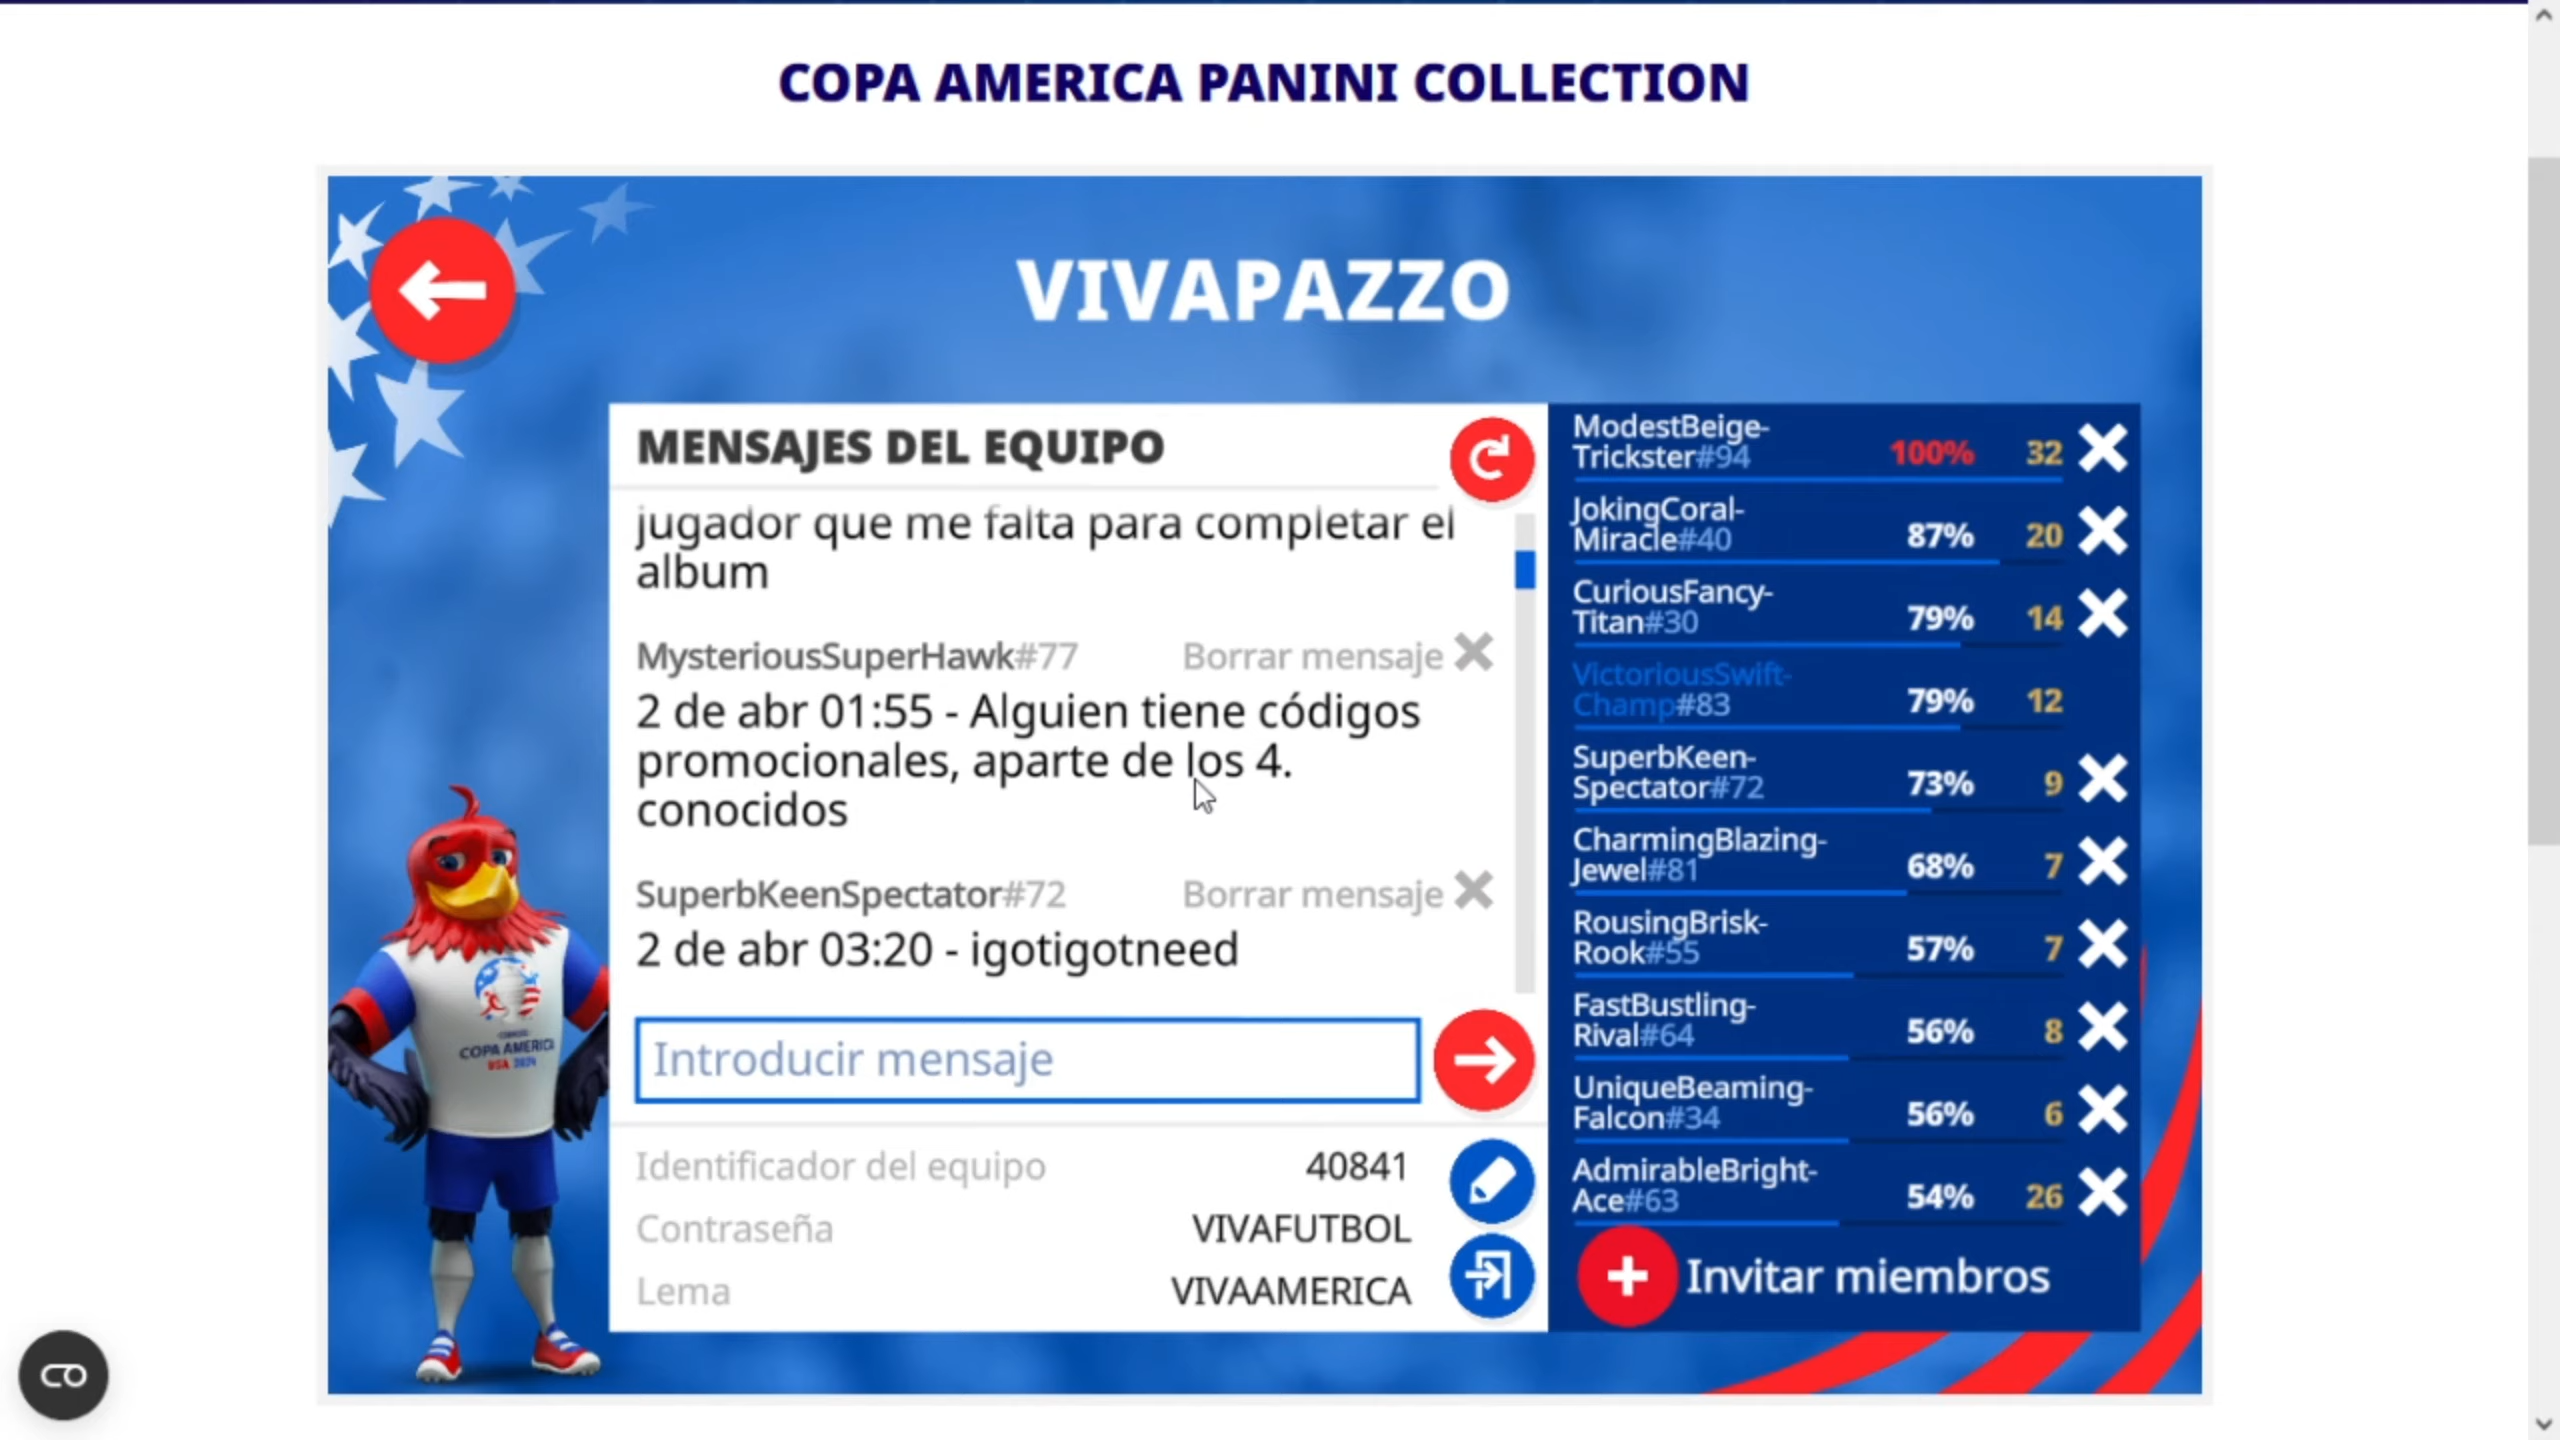 COPA AMERICA PANINI COLLECTION
VIVAPAZZO
MENSAJES DEL EQUIPO
jugador que me falta para completar el
album
MysteriousSuperHawk#77 Borrar mensaje
2 de abr 01:55 - Alguien tiene códigos
promocionales, aparte de los 4.
conocidos
SuperbKeenSpectator#72 Borrar mensaje
2 de abr 03:20 - igotigotneed
Introducir mensaje
Identificador del equipo 40841
Contraseña VIVAFUTBOL
Lema VIVAAMERICA
ModestBeige-
Trickster#94 100% 32
JokingCoral-
Miracle#40 87% 20
CuriousFancy-
Titan#30 79% 14
VictoriousSwift-
Champ#83 79% 12
SuperbKeen-
Spectator#72 73% 9
CharmingBlazing-
Jewel#81 68% 7
RousingBrisk-
Rook#55 57% 7
FastBustling-
Rival#64 56% 8
UniqueBeaming-
Falcon#34 56% 6
AdmirableBright-
Ace#63 54% 26
Invitar miembros
COPA AMERICA
USA 2024